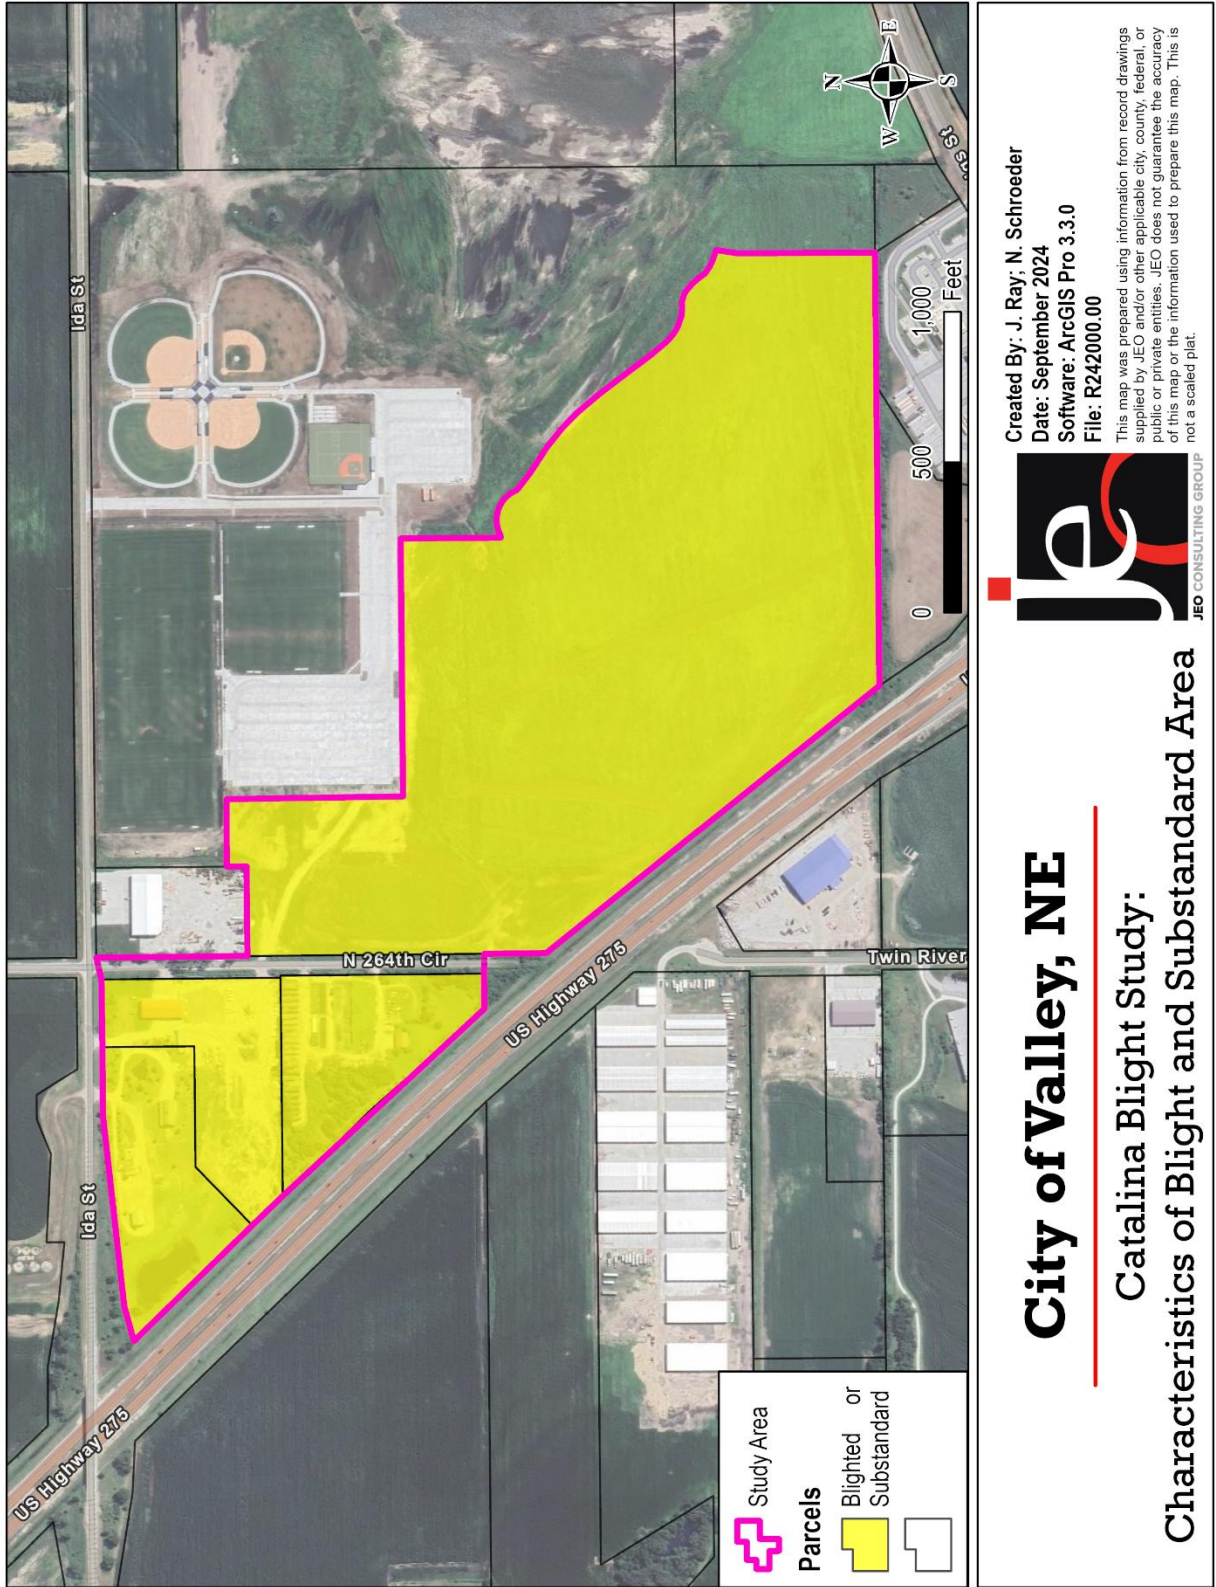 Ida St
Ida St
N 264th Cir
US Highway 275
US Highway 275
Twin River
N
W
E
S
0
500
1,000
Feet
Study Area
Parcels
Blighted or
Substandard
City of Valley, NE
Catalina Blight Study:
Characteristics of Blight and Substandard Area
JEO
JEO CONSULTING GROUP
Created By: J. Ray; N. Schroeder
Date: September 2024
Software: ArcGIS Pro 3.3.0
File: R242000.00
This map was prepared using information from record drawings
supplied by JEO and/or other applicable city, county, federal, or
public or private entities. JEO does not guarantee the accuracy
of this map or the information used to prepare this map. This is
not a scaled plat.